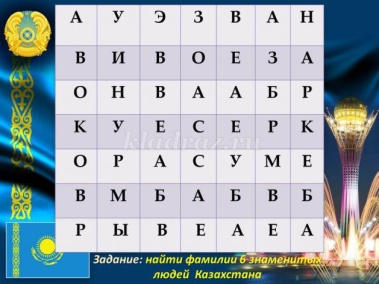 А У Э З В А Н
В И В О Е З А
О Н В А А Б Р
К У Е С Е Р К
О Р А С У М Е
В М Б А Б В Б
Р Ы В Е А Е А
kladraz.ru
Задание: найти фамилии 6 знаменитых
людей Казахстана